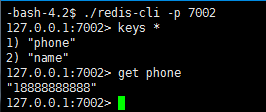 -bash-4.2$ ./redis-cli -p 7002
127.0.0.1:7002> keys *
1) "phone"
2) "name"
127.0.0.1:7002> get phone
"18888888888"
127.0.0.1:7002>